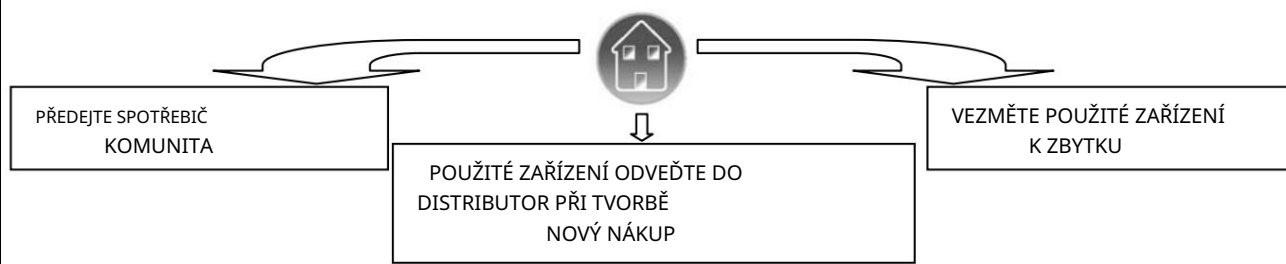 PŘEDEJTE SPOTŘEBIČ
KOMUNITA
POUŽITÉ ZAŘÍZENÍ ODVEĎTE DO
DISTRIBUTOR PŘI TVORBĚ
NOVÝ NÁKUP
VEZMĚTE POUŽITÉ ZAŘÍZENÍ
K ZBYTKU